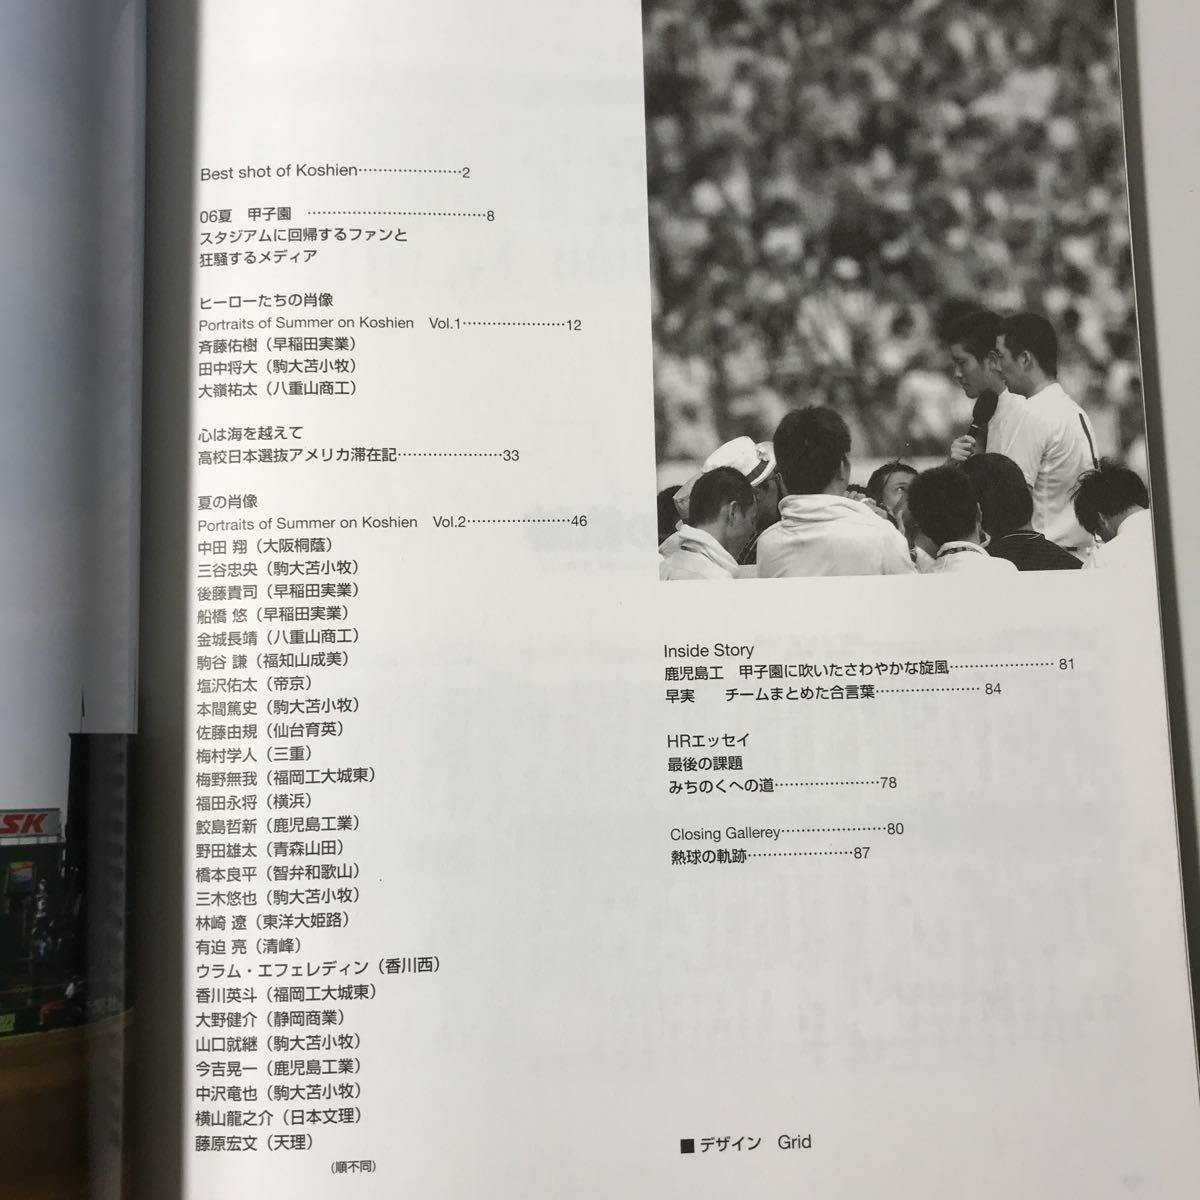 Best shot of Koshien…………………2
06夏　甲子園　………………………………8
スタジアムに回帰するファンと
狂騒するメディア
ヒーローたちの肖像
Portraits of Summer on Koshien　Vol.1…………………12
斉藤佑樹（早稲田実業）
田中将大（駒大苫小牧）
大嶺祐太（八重山商工）
心は海を越えて
高校日本選抜アメリカ滞在記…………………33
夏の肖像
Portraits of Summer on Koshien　Vol.2…………………46
中田 翔（大阪桐蔭）
三谷忠央（駒大苫小牧）
後藤貴司（早稲田実業）
船橋 悠（早稲田実業）
金城長靖（八重山商工）
駒谷 謙（福知山成美）
塩沢佑太（帝京）
本間篤史（駒大苫小牧）
佐藤由規（仙台育英）
梅村学人（三重）
梅野無我（福岡工大城東）
福田永将（横浜）
鮫島哲新（鹿児島工業）
野田雄太（青森山田）
橋本良平（智弁和歌山）
三木悠也（駒大苫小牧）
林崎 遼（東洋大姫路）
有迫 亮（清峰）
ウラム・エフェレディン（香川西）
香川英斗（福岡工大城東）
大野健介（静岡商業）
山口就継（駒大苫小牧）
今吉晃一（鹿児島工業）
中沢竜也（駒大苫小牧）
横山龍之介（日本文理）
藤原宏文（天理）
（順不同）
Inside Story
鹿児島工　甲子園に吹いたさわやかな旋風………………… 81
早実　　チームまとめた合言葉………………… 84
HRエッセイ
最後の課題
みちのくへの道…………………78
Closing Gallerey…………………80
熱球の軌跡…………………87
■ デザイン　Grid
SK
1